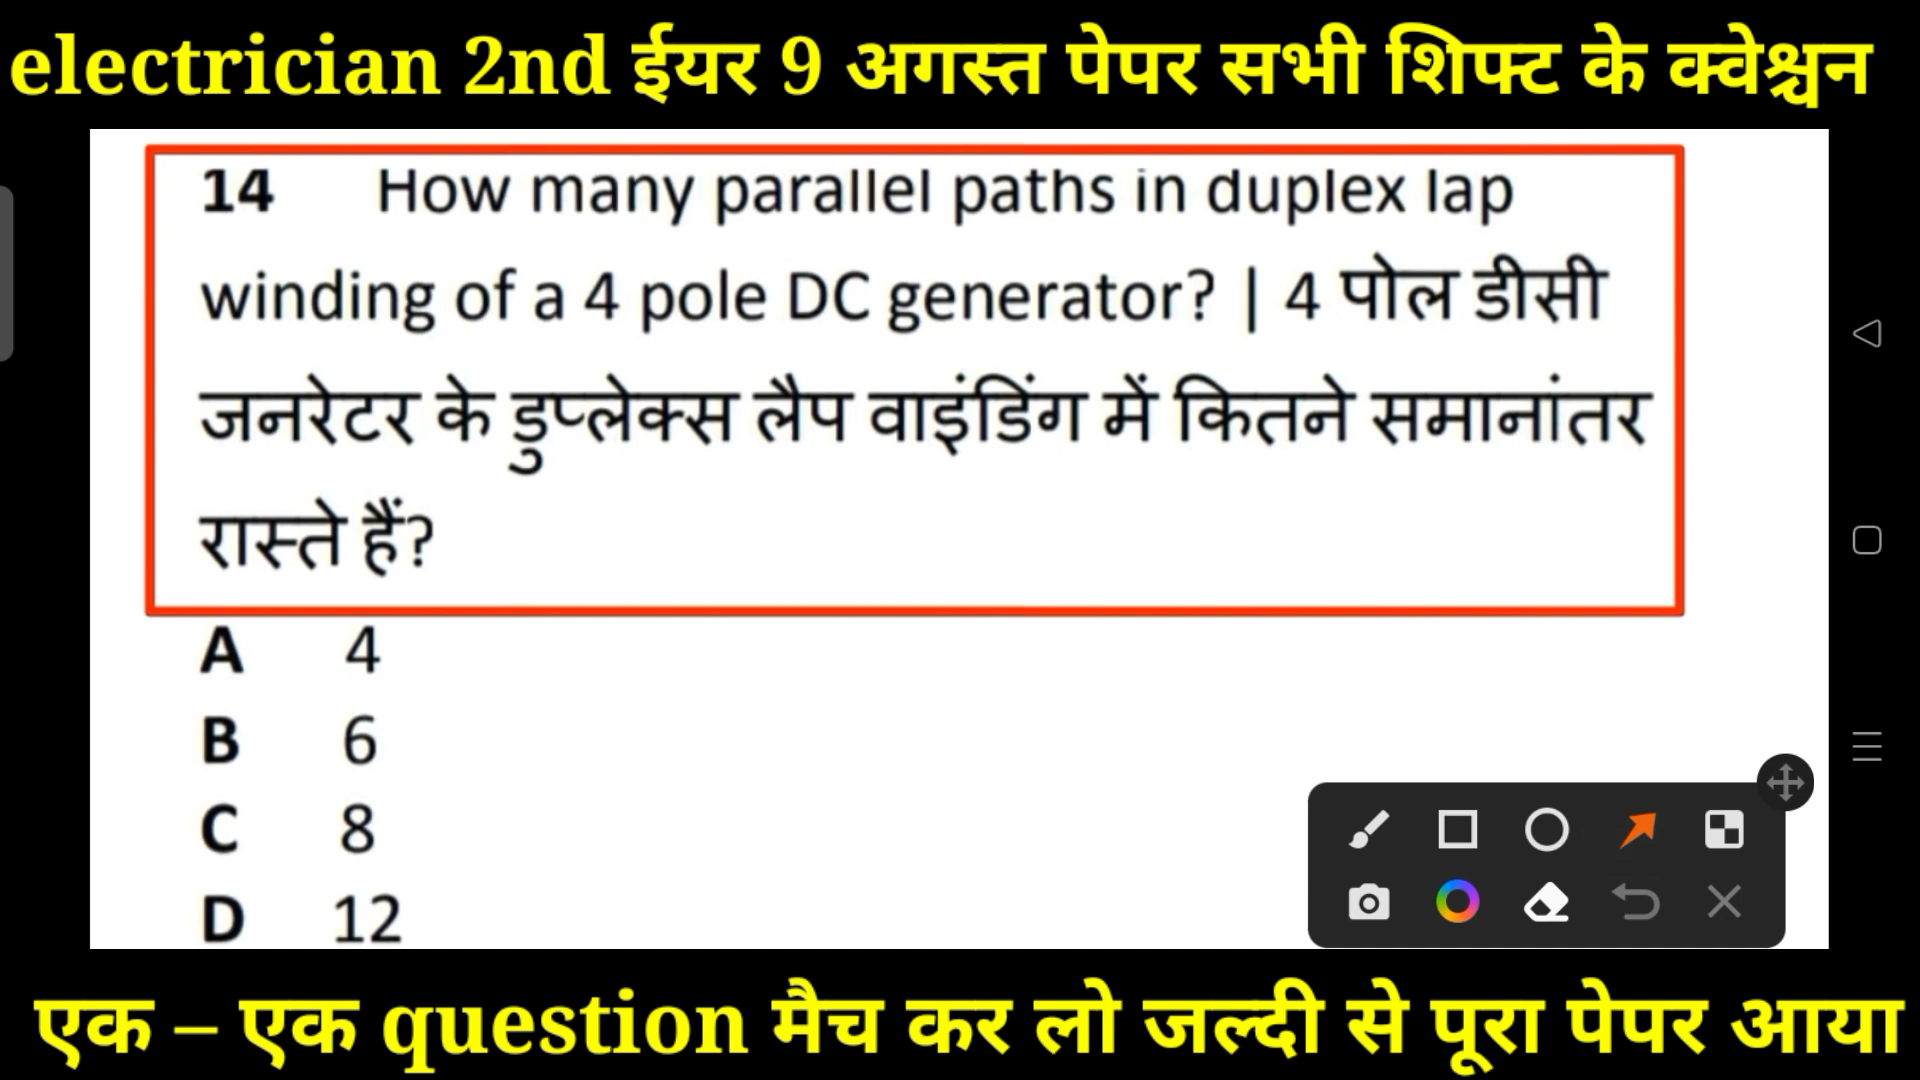 electrician 2nd ईयर 9 अगस्त पेपर सभी शिफ्ट के क्वेश्चन
14 How many parallel paths in duplex lap
winding of a 4 pole DC generator? | 4 पोल डीसी
जनरेटर के डुप्लेक्स लैप वाइंडिंग में कितने समानांतर
रास्ते हैं?
A 4
B 6
C 8
D 12
एक – एक question मैच कर लो जल्दी से पूरा पेपर आया